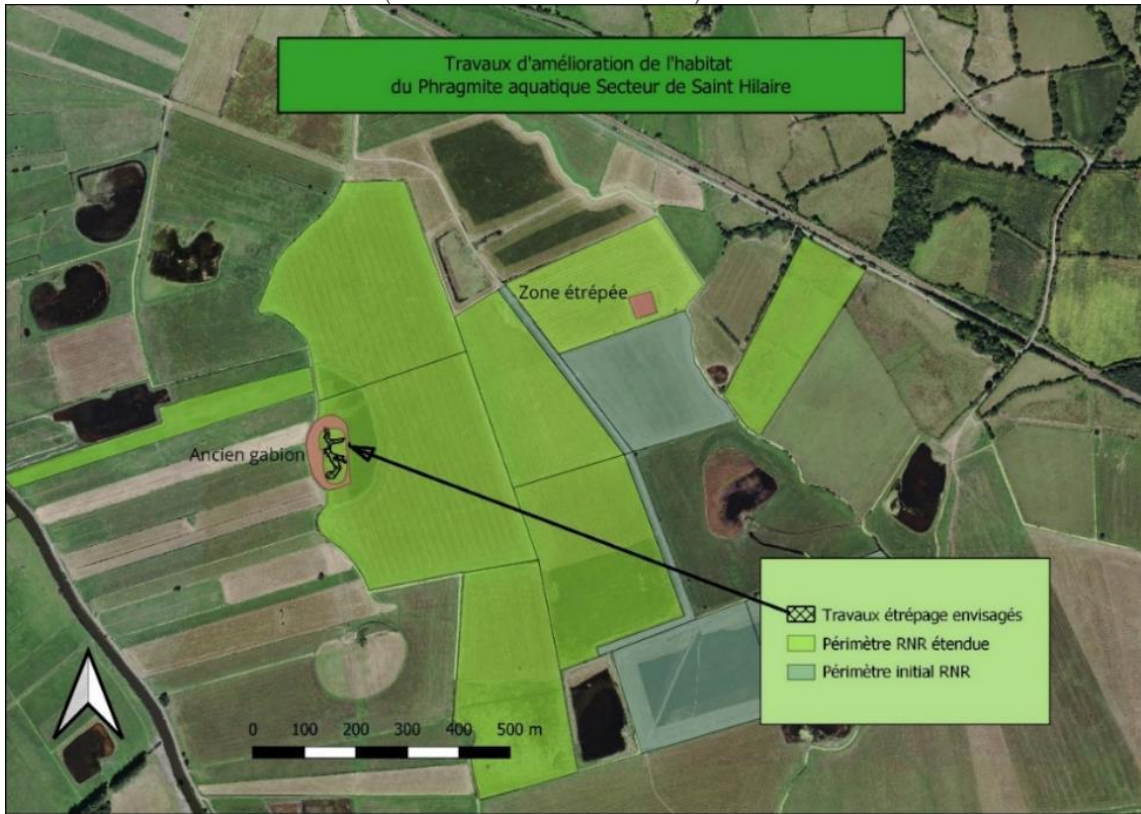 Travaux d'amélioration de l'habitat
du Phragmite aquatique Secteur de Saint Hilaire
Zone étrépée
Ancien gabion
Travaux étrépage envisagés
Périmètre RNR étendue
Périmètre initial RNR
0 100 200 300 400 500 m